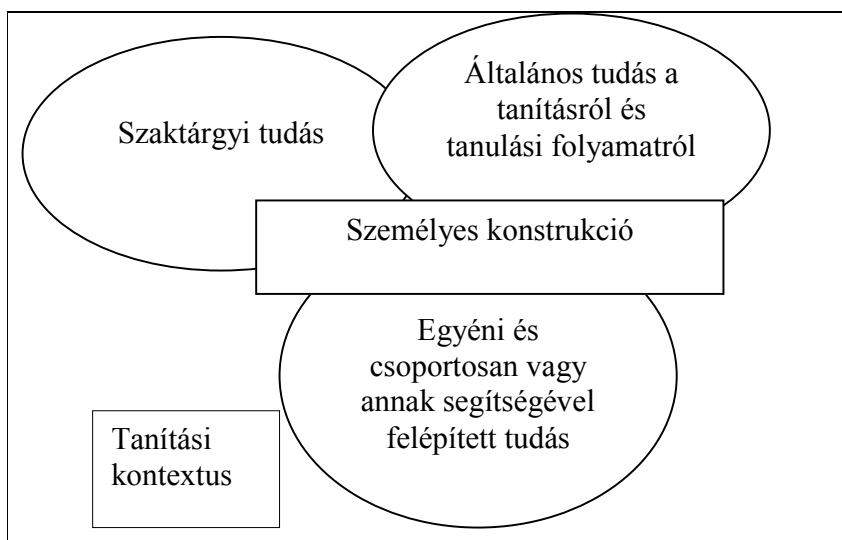 Szaktárgyi tudás
Általános tudás a
tanításról és
tanulási folyamatról
Személyes konstrukció
Egyéni és
csoportosan vagy
annak segítségével
felépített tudás
Tanítási
kontextus